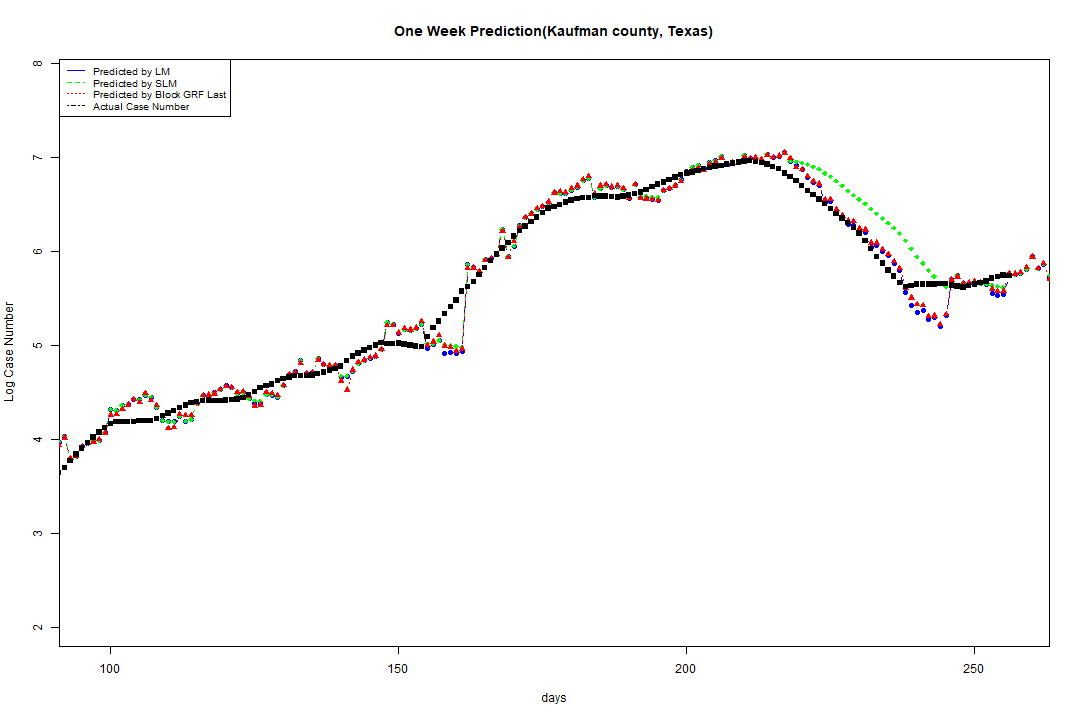 One Week Prediction(Kaufman county, Texas)
Predicted by LM
Predicted by SLM
Predicted by Block GRF Last
Actual Case Number
8
7
6
5
4
3
2
Log Case Number
100 150 200 250
days